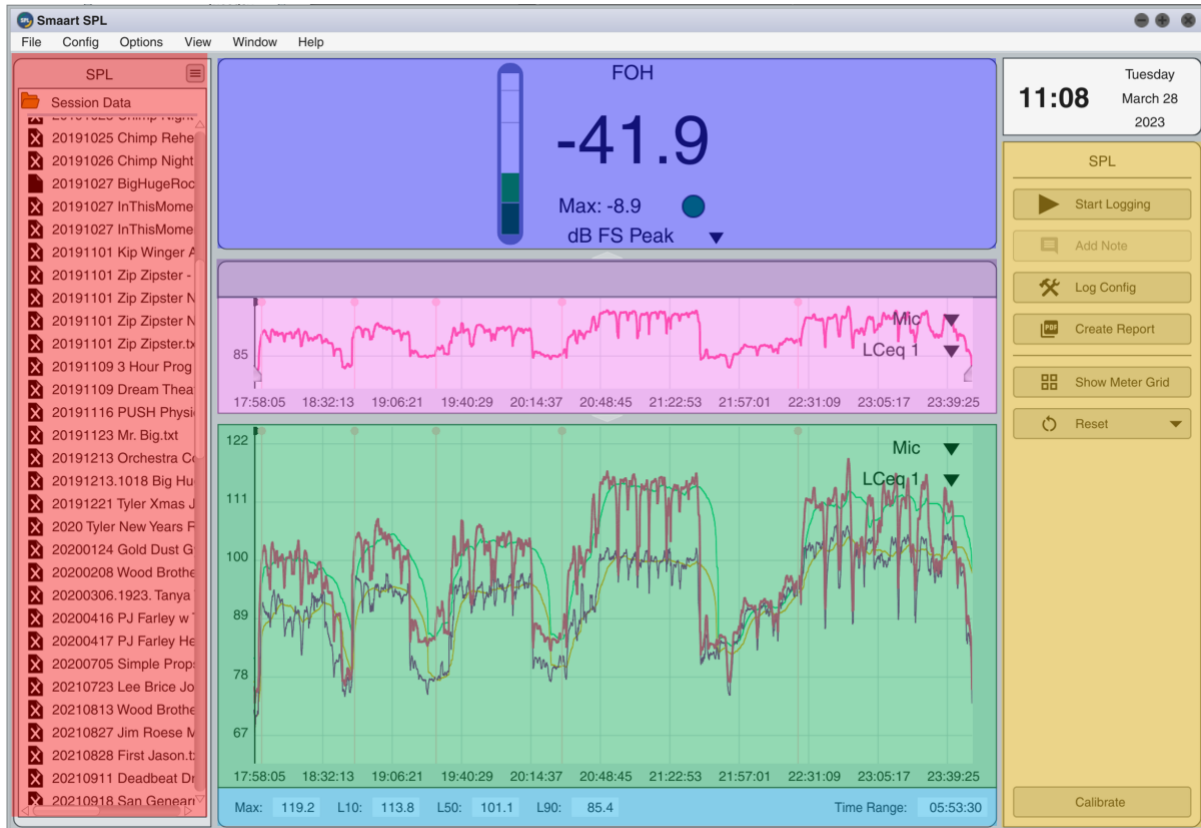 Smaart SPL
File Config Options View Window Help
SPL
Session Data
20191025 Chimp Night
20191025 Chimp Rehe
20191026 Chimp Night
20191027 BigHugeRoc
20191027 InThisMome
20191027 InThisMome
20191101 Kip Winger A
20191101 Zip Zipster -
20191101 Zip Zipster N
20191101 Zip Zipster N
20191101 Zip Zipster.tx
20191109 3 Hour Prog
20191109 Dream Thea
20191116 PUSH Physi
20191123 Mr. Big.txt
20191213 Orchestra Co
20191213.1018 Big Hu
20191221 Tyler Xmas J
2020 Tyler New Years R
20200124 Gold Dust G
20200208 Wood Brothe
20200306.1923. Tanya
20200416 PJ Farley w T
20200417 PJ Farley He
20200705 Simple Props
20210723 Lee Brice Jo
20210813 Wood Brothe
20210827 Jim Roese M
20210828 First Jason.t
20210911 Deadbeat Dr
20210918 San Genearr
FOH
-41.9
Max: -8.9
dB FS Peak
Mic
LCeq 1
85
17:58:05 18:32:13 19:06:21 19:40:29 20:14:37 20:48:45 21:22:53 21:57:01 22:31:09 23:05:17 23:39:25
Mic
LCeq 1
122
111
100
89
78
67
17:58:05 18:32:13 19:06:21 19:40:29 20:14:37 20:48:45 21:22:53 21:57:01 22:31:09 23:05:17 23:39:25
Max: 119.2 L10: 113.8 L50: 101.1 L90: 85.4 Time Range: 05:53:30
11:08
Tuesday
March 28
2023
SPL
Start Logging
Add Note
Log Config
PDF Create Report
Show Meter Grid
Reset
Calibrate